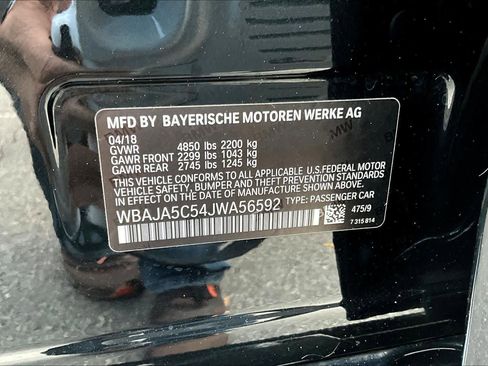 MFD BY BAYERISCHE MOTOREN WERKE AG
04/18
GVWR 4850 lbs 2200 kg
GAWR FRONT 2299 lbs 1043 kg
GAWR REAR 2745 lbs 1245 kg
THIS VEHICLE CONFORMS TO ALL APPLICABLE U.S.FEDERAL MOTOR
VEHICLE SAFETY, BUMPER, AND THEFT PREVENTION STANDARDS IN
EFFECT ON THE DATE OF MANUFACTURE SHOWN ABOVE.
WBAJA5C54JWA56592 TYPE: PASSENGER CAR
475/9
7 315 814